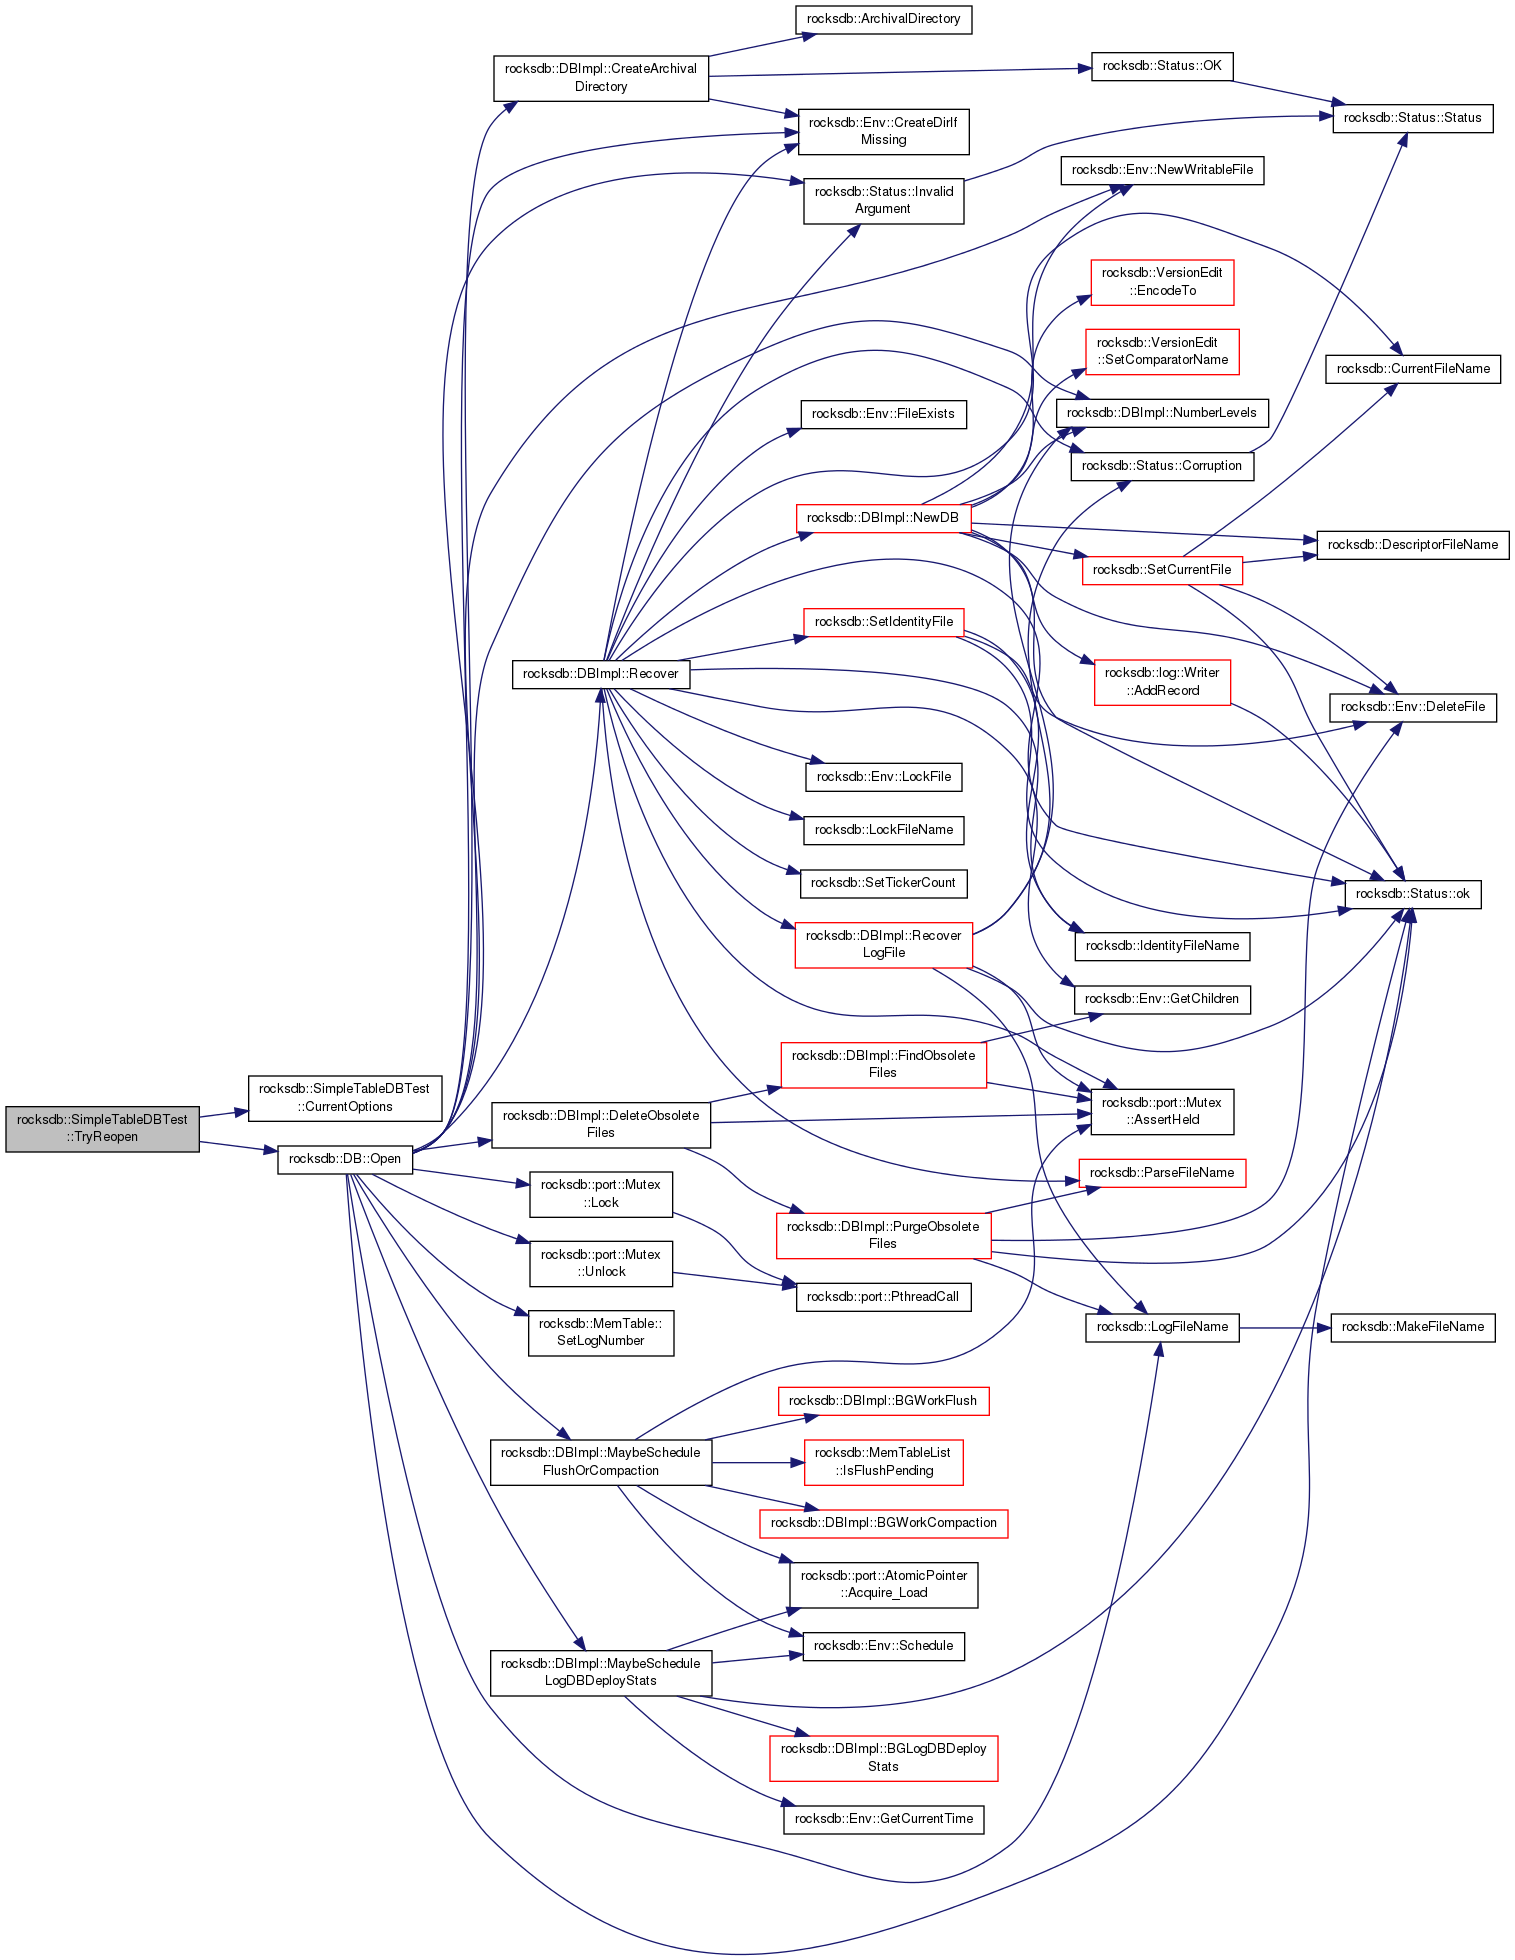 rocksdb::ArchivalDirectory
rocksdb::DBImpl::CreateArchival
Directory
rocksdb::Status::OK
rocksdb::Env::CreateDirIf
Missing
rocksdb::Status::Status
rocksdb::Env::NewWritableFile
rocksdb::Status::Invalid
Argument
rocksdb::VersionEdit
::EncodeTo
rocksdb::VersionEdit
::SetComparatorName
rocksdb::CurrentFileName
rocksdb::Env::FileExists
rocksdb::DBImpl::NumberLevels
rocksdb::Status::Corruption
rocksdb::DBImpl::NewDB
rocksdb::DescriptorFileName
rocksdb::SetCurrentFile
rocksdb::SetIdentityFile
rocksdb::DBImpl::Recover
rocksdb::log::Writer
::AddRecord
rocksdb::Env::DeleteFile
rocksdb::Env::LockFile
rocksdb::LockFileName
rocksdb::SetTickerCount
rocksdb::Status::ok
rocksdb::DBImpl::Recover
LogFile
rocksdb::IdentityFileName
rocksdb::Env::GetChildren
rocksdb::DBImpl::FindObsolete
Files
rocksdb::SimpleTableDBTest
::CurrentOptions
rocksdb::SimpleTableDBTest
::TryReopen
rocksdb::DBImpl::DeleteObsolete
Files
rocksdb::port::Mutex
::AssertHeld
rocksdb::DB::Open
rocksdb::ParseFileName
rocksdb::port::Mutex
::Lock
rocksdb::DBImpl::PurgeObsolete
Files
rocksdb::port::Mutex
::Unlock
rocksdb::port::PthreadCall
rocksdb::MemTable::
SetLogNumber
rocksdb::LogFileName
rocksdb::MakeFileName
rocksdb::DBImpl::BGWorkFlush
rocksdb::DBImpl::MaybeSchedule
FlushOrCompaction
rocksdb::MemTableList
::IsFlushPending
rocksdb::DBImpl::BGWorkCompaction
rocksdb::port::AtomicPointer
::Acquire_Load
rocksdb::Env::Schedule
rocksdb::DBImpl::MaybeSchedule
LogDBDeployStats
rocksdb::DBImpl::BGLogDBDeploy
Stats
rocksdb::Env::GetCurrentTime